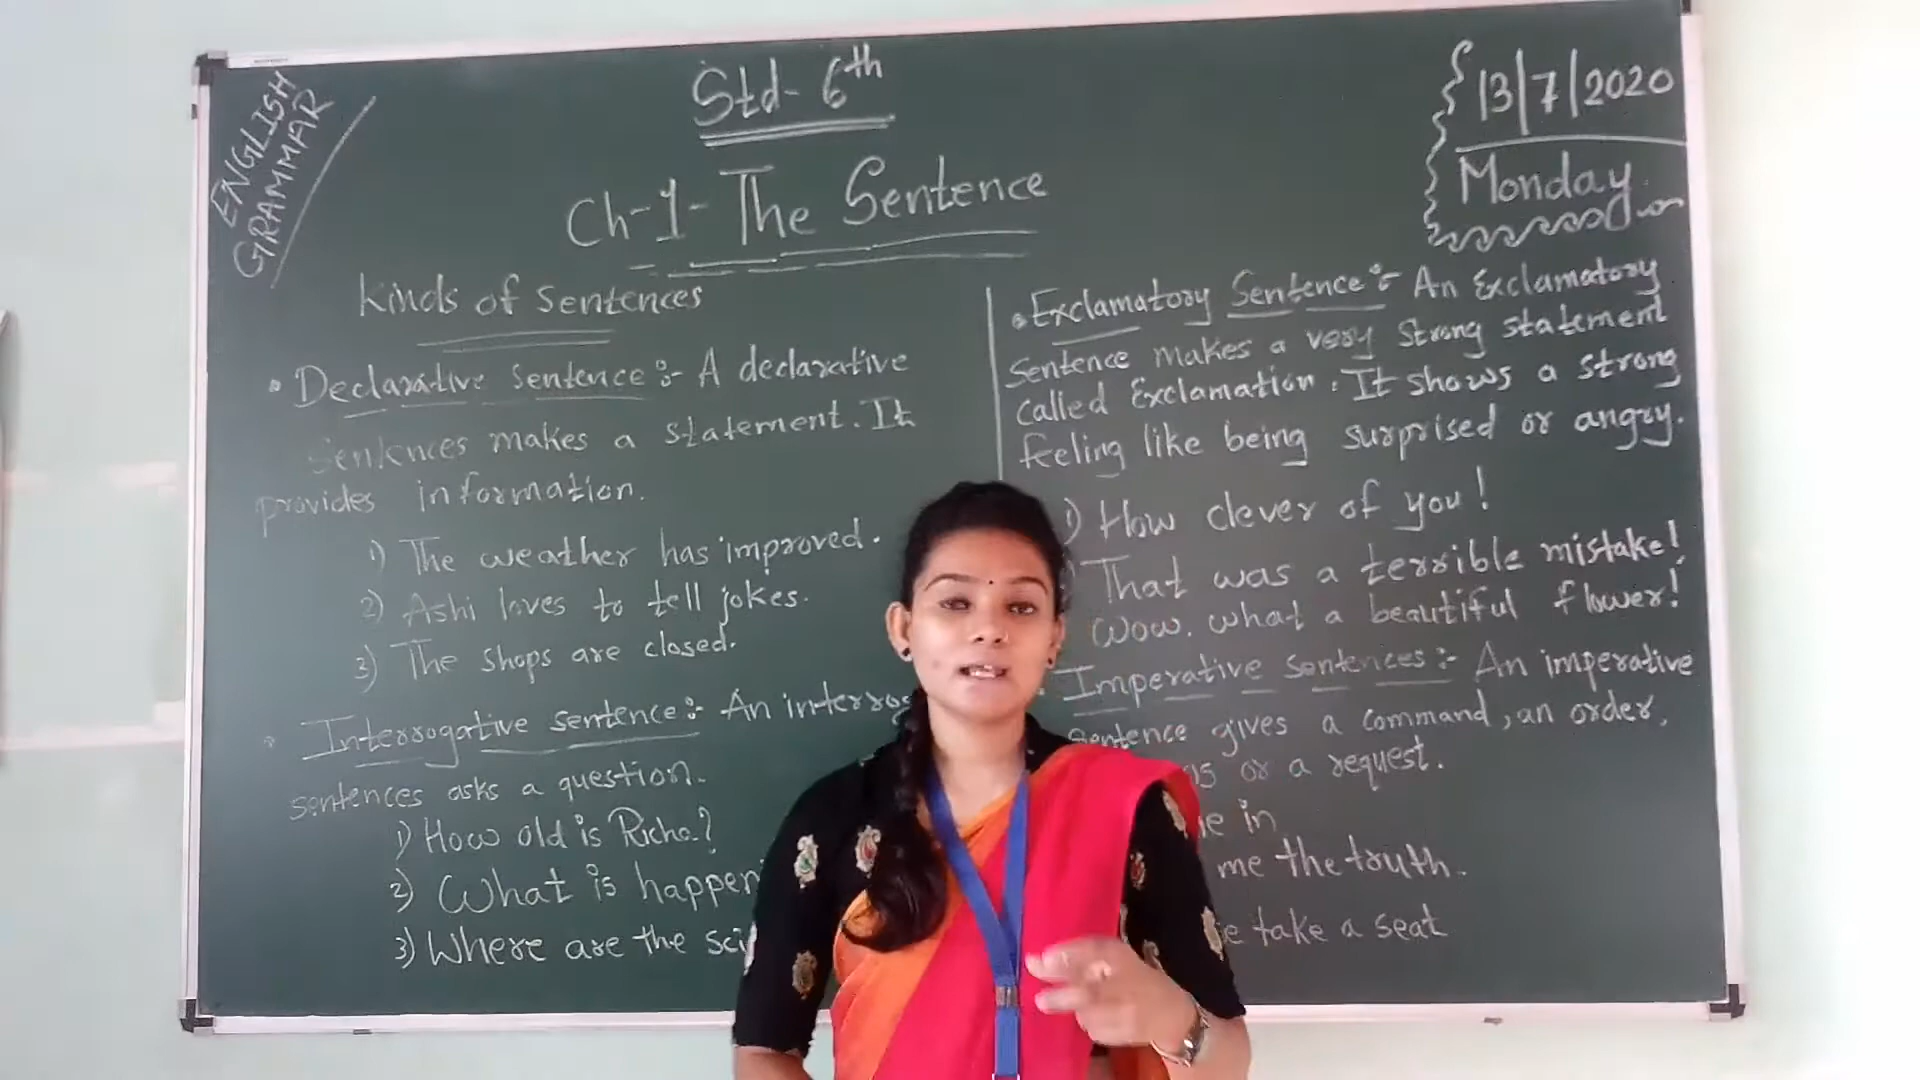 ENGLISH
GRAMMAR
Std- 6th
Ch-1- The Sentence
13/7/2020
Monday
Kinds of Sentences
• Declarative Sentence :- A declarative
Sentences makes a statement. It
provides information.
1) The weather has improved.
2) Ashi loves to tell jokes.
3) The shops are closed.
• Interrogative sentence :- An interrog
sentences asks a question.
1) How old is Richa?
2) What is happen
3) Where are the sci
• Exclamatory Sentence :- An Exclamatory
Sentence makes a very strong statement
called Exclamation. It shows a strong
feeling like being surprised or angry.
1) How clever of you!
That was a terrible mistake!
Wow. what a beautiful flower!
Imperative sentences :- An imperative
Sentence gives a command, an order,
or a request.
in
me the truth.
take a seat